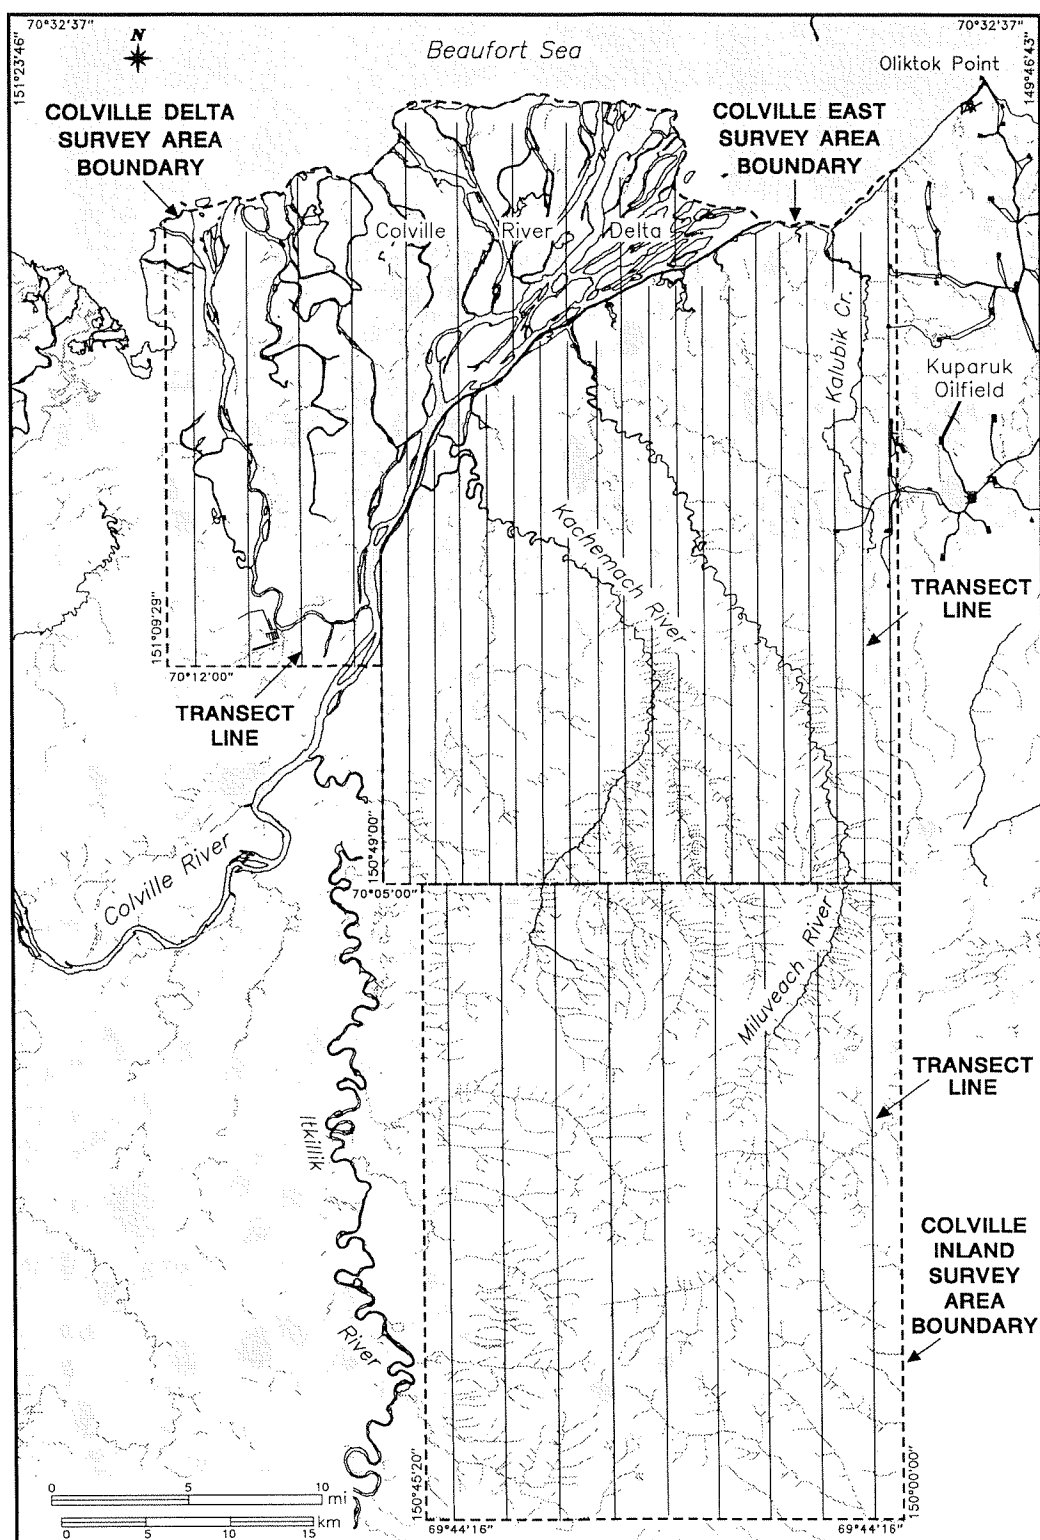 70°32'37"
70°32'37"
151°23'46"
149°46'43"
N
Beaufort Sea
Oliktok Point
COLVILLE DELTA
SURVEY AREA
BOUNDARY
COLVILLE EAST
SURVEY AREA
BOUNDARY
Colville River Delta
Kalubik Cr.
Kuparuk
Oilfield
Kachemach River
TRANSECT
LINE
151°09'29"
70°12'00"
TRANSECT
LINE
150°49'00"
70°05'00"
Colville River
Miluveach River
TRANSECT
LINE
Itkillik
River
COLVILLE
INLAND
SURVEY
AREA
BOUNDARY
150°45'20"
150°00'00"
69°44'16"
69°44'16"
0 5 10 mi
0 5 10 15 km